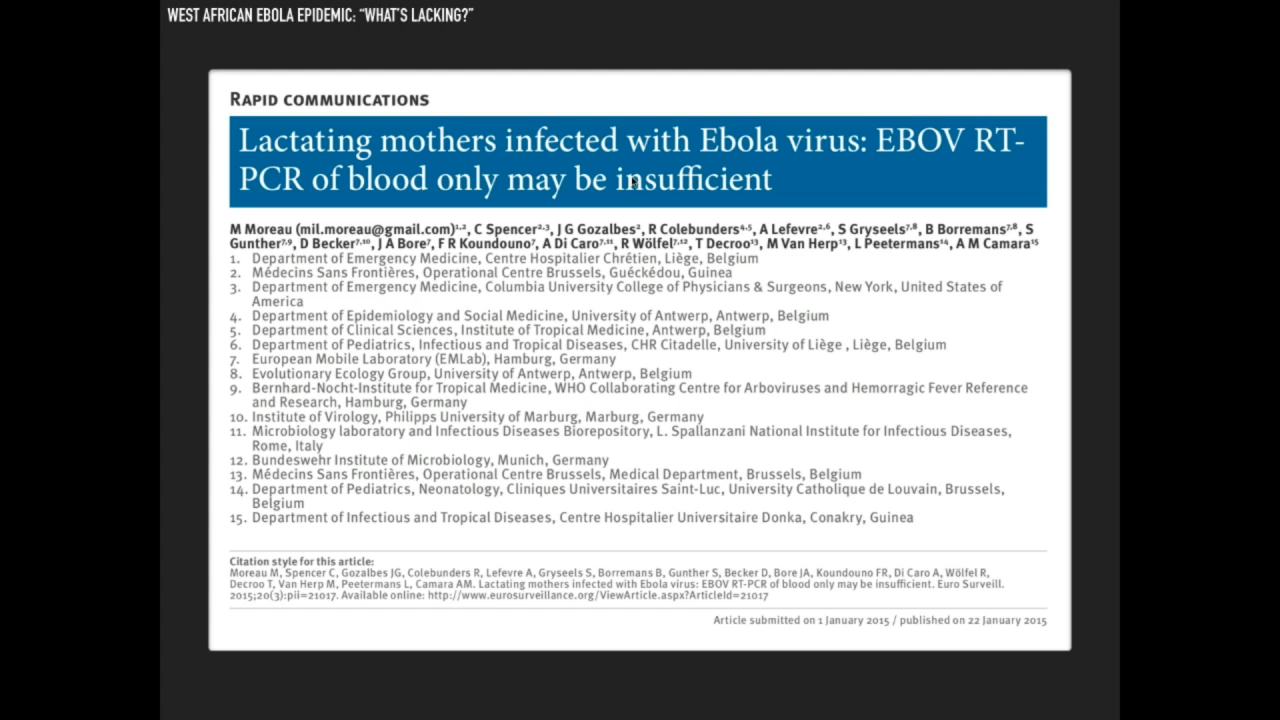 WEST AFRICAN EBOLA EPIDEMIC: “WHAT’S LACKING?”
RAPID COMMUNICATIONS
Lactating mothers infected with Ebola virus: EBOV RT-
PCR of blood only may be insufficient
M Moreau (mil.moreau@gmail.com)1,2, C Spencer2,3, J G Gozalbes2, R Colebunders4,5, A Lefevre2,6, S Gryseels7,8, B Borremans7,8, S
Gunther7,9, D Becker7,10, J A Bore7, F R Koundouno7, A Di Caro7,11, R Wölfel7,12, T Decroo13, M Van Herp13, L Peetermans14, A M Camara15
1. Department of Emergency Medicine, Centre Hospitalier Chrétien, Liège, Belgium
2. Médecins Sans Frontières, Operational Centre Brussels, Guéckédou, Guinea
3. Department of Emergency Medicine, Columbia University College of Physicians & Surgeons, New York, United States of
America
4. Department of Epidemiology and Social Medicine, University of Antwerp, Antwerp, Belgium
5. Department of Clinical Sciences, Institute of Tropical Medicine, Antwerp, Belgium
6. Department of Pediatrics, Infectious and Tropical Diseases, CHR Citadelle, University of Liège , Liège, Belgium
7. European Mobile Laboratory (EMLab), Hamburg, Germany
8. Evolutionary Ecology Group, University of Antwerp, Antwerp, Belgium
9. Bernhard-Nocht-Institute for Tropical Medicine, WHO Collaborating Centre for Arboviruses and Hemorragic Fever Reference
and Research, Hamburg, Germany
10. Institute of Virology, Philipps University of Marburg, Marburg, Germany
11. Microbiology laboratory and Infectious Diseases Biorepository, L. Spallanzani National Institute for Infectious Diseases,
Rome, Italy
12. Bundeswehr Institute of Microbiology, Munich, Germany
13. Médecins Sans Frontières, Operational Centre Brussels, Medical Department, Brussels, Belgium
14. Department of Pediatrics, Neonatology, Cliniques Universitaires Saint-Luc, University Catholique de Louvain, Brussels,
Belgium
15. Department of Infectious and Tropical Diseases, Centre Hospitalier Universitaire Donka, Conakry, Guinea
Citation style for this article:
Moreau M, Spencer C, Gozalbes JG, Colebunders R, Lefevre A, Gryseels S, Borremans B, Gunther S, Becker D, Bore JA, Koundouno FR, Di Caro A, Wölfel R,
Decroo T, Van Herp M, Peetermans L, Camara AM. Lactating mothers infected with Ebola virus: EBOV RT-PCR of blood only may be insufficient. Euro Surveill.
2015;20(3):pii=21017. Available online: http://www.eurosurveillance.org/ViewArticle.aspx?ArticleId=21017
Article submitted on 1 January 2015 / published on 22 January 2015